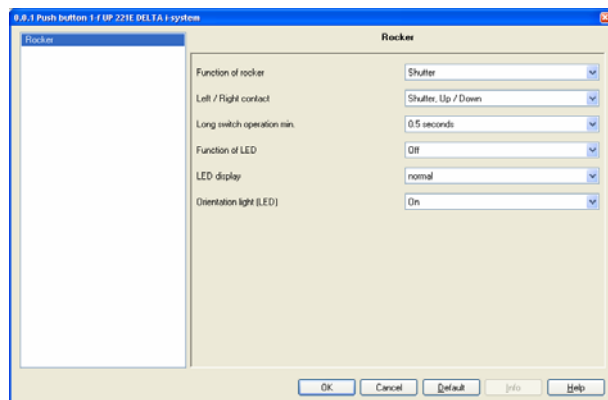 0.0.1 Push button 1-f UP 221E DELTA i-system
Rocker
Rocker
Function of rocker Shutter
Left / Right contact Shutter, Up / Down
Long switch operation min. 0.5 seconds
Function of LED Off
LED display normal
Orientation light (LED) On
OK Cancel Default Info Help